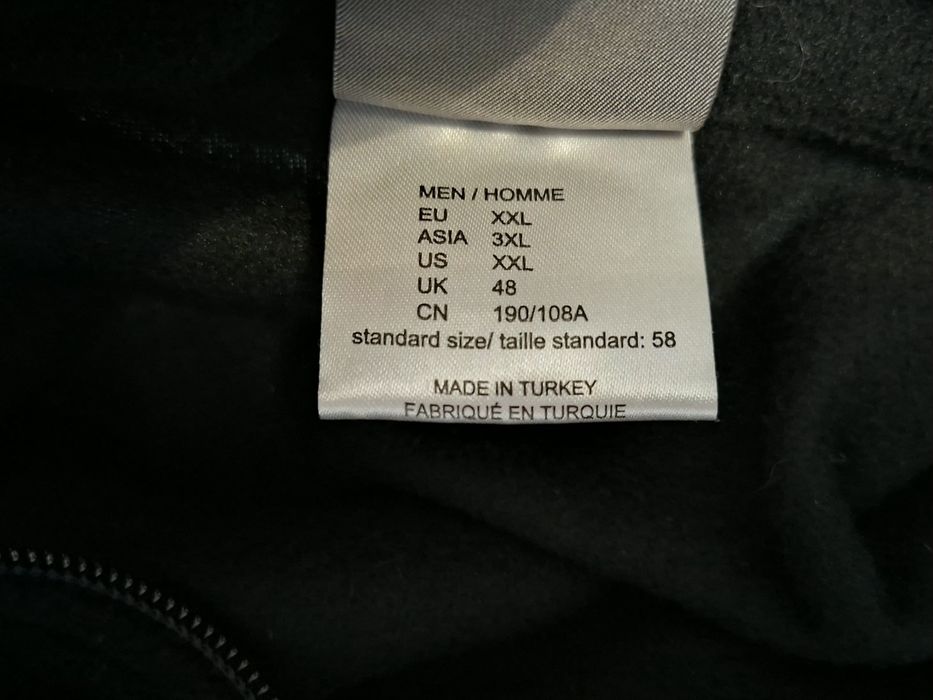 MEN / HOMME
EU XXL
ASIA 3XL
US XXL
UK 48
CN 190/108A
standard size/ taille standard: 58
MADE IN TURKEY
FABRIQUÉ EN TURQUIE